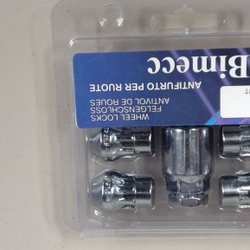 Bimecc
ANTIFURTO PER RUOTE
WHEEL LOCKS
ANTIVOL DE ROUES
FELGENSCHLOSS